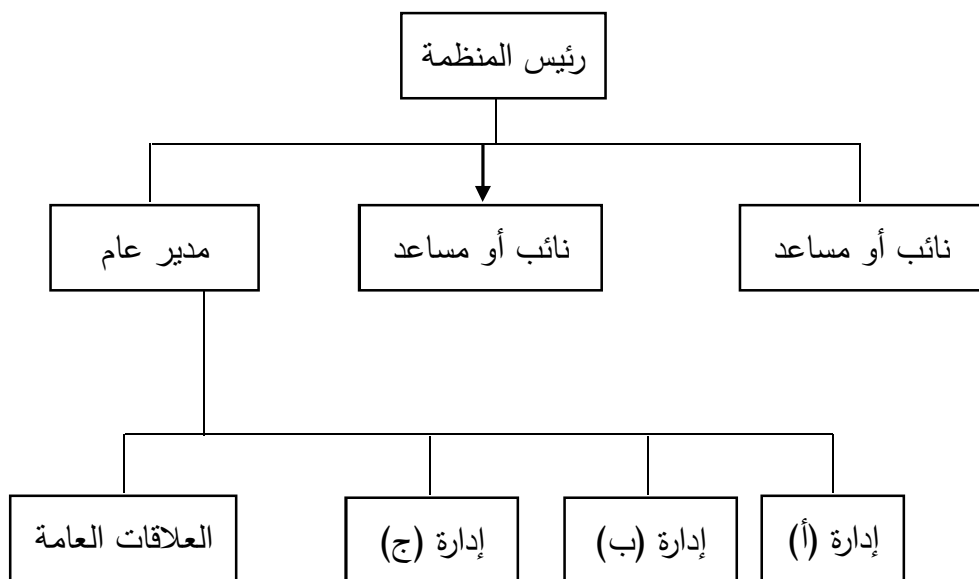 رئيس المنظمة
نائب أو مساعد
نائب أو مساعد
مدير عام
إدارة (أ)
إدارة (ب)
إدارة (ج)
العلاقات العامة